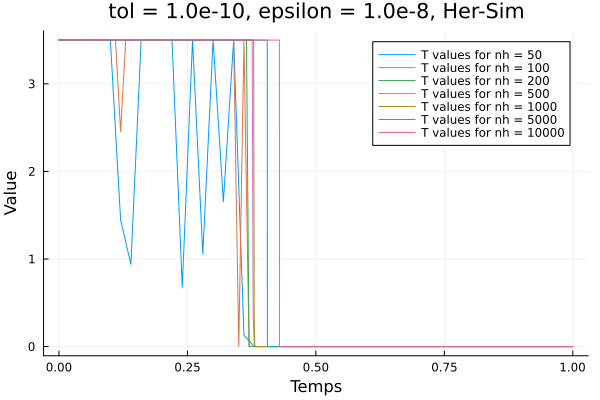 tol = 1.0e-10, epsilon = 1.0e-8, Her-Sim
T values for nh = 50
T values for nh = 100
T values for nh = 200
T values for nh = 500
T values for nh = 1000
T values for nh = 5000
T values for nh = 10000
Value
3
2
1
0
0.00 0.25 0.50 0.75 1.00
Temps